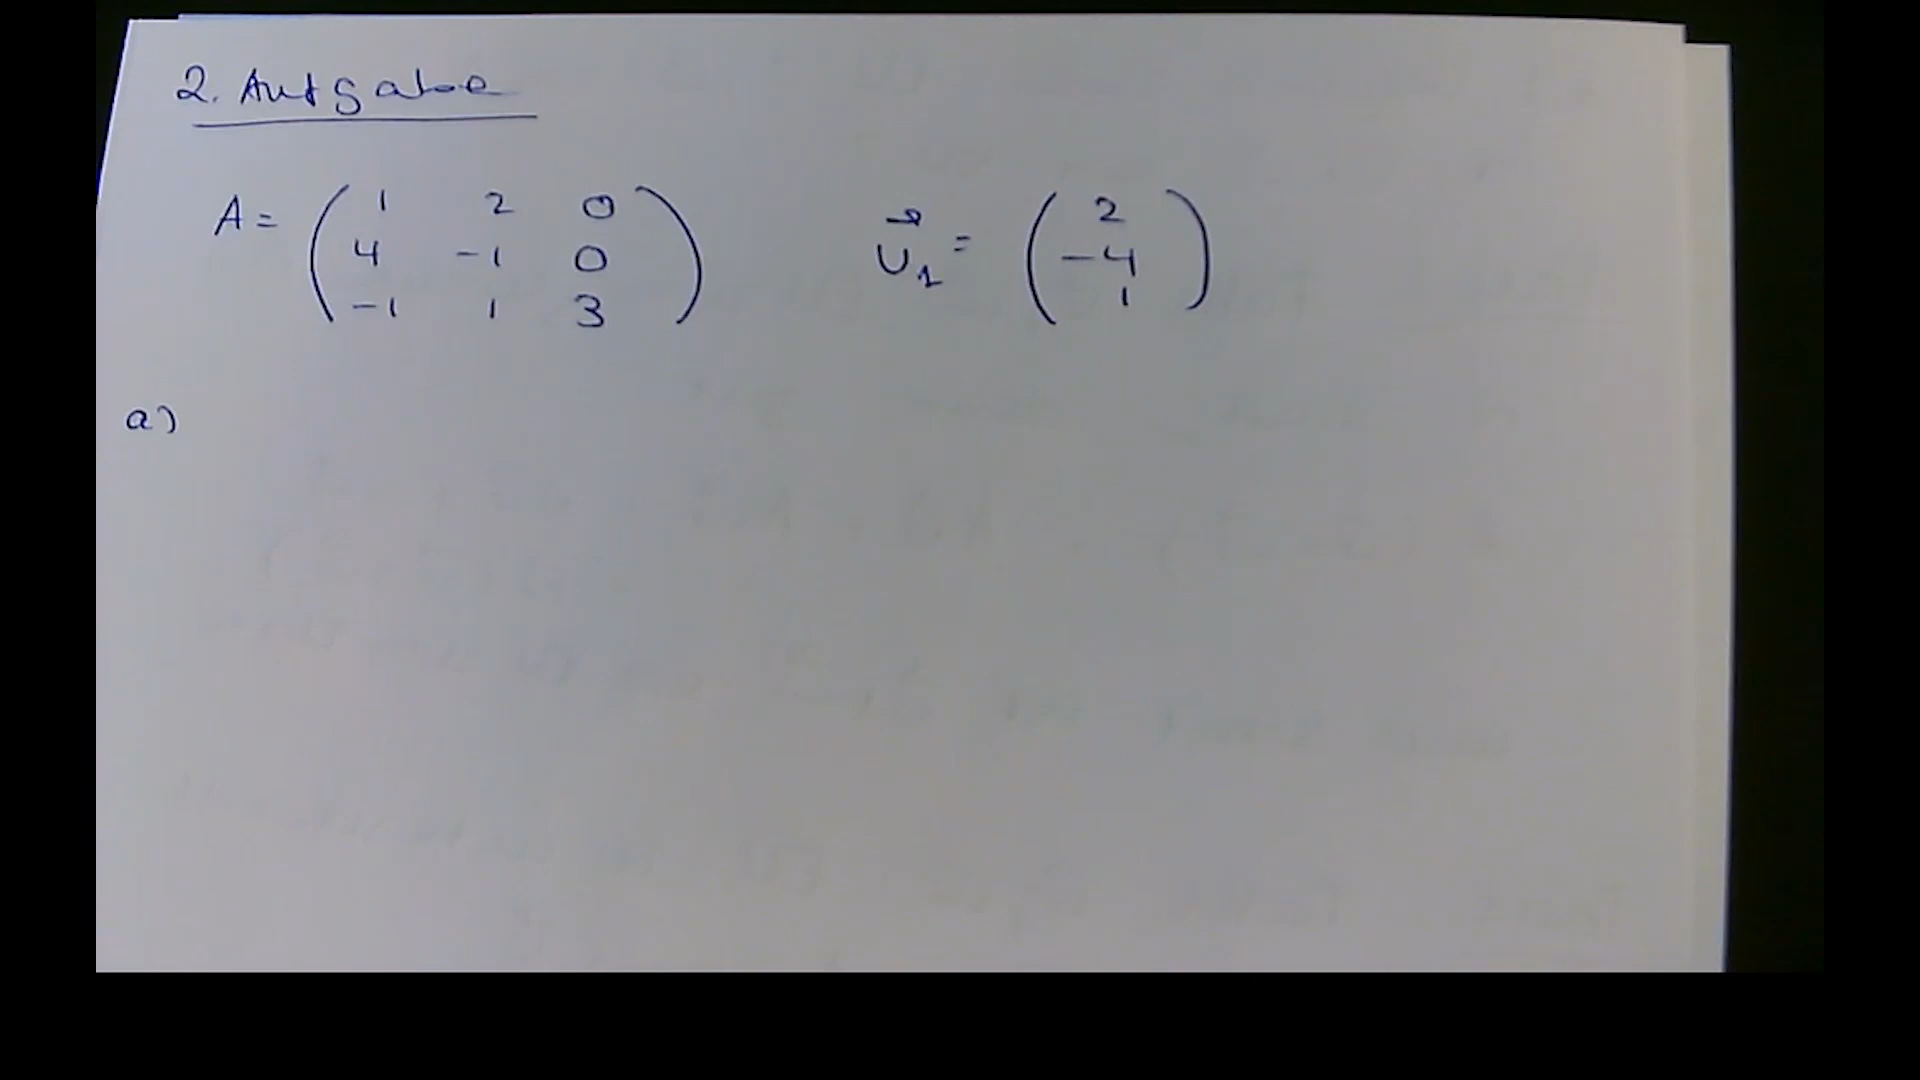 2. Aufgabe
A = ( 1 2 0 ; 4 -1 0 ; -1 1 3 ) u⃗₁ = ( 2 ; -4 ; 1 )
a)